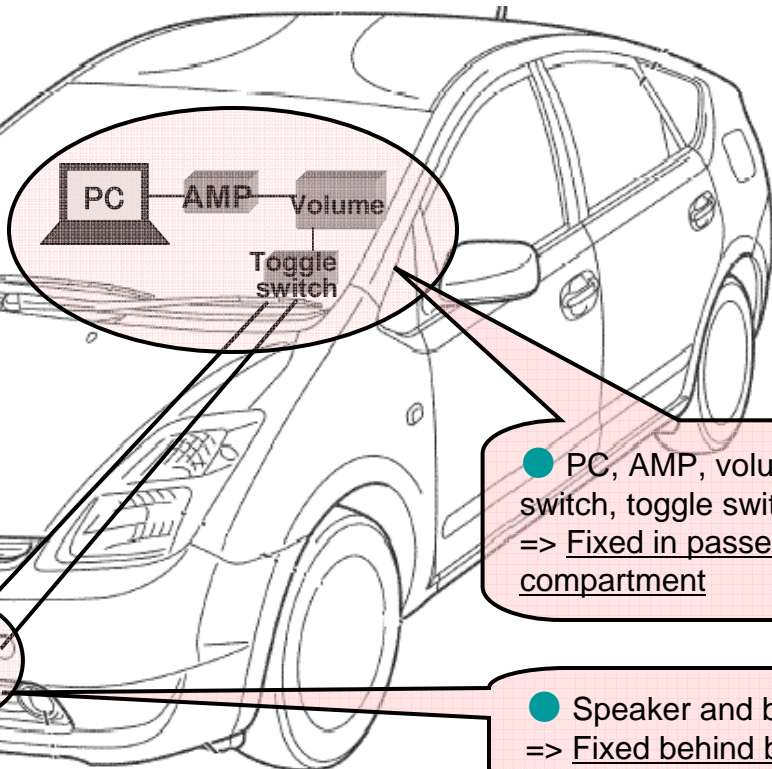 PC
AMP
Volume
Toggle
switch
PC, AMP, volu
switch, toggle swit
=> Fixed in passe
compartment
Speaker and b
=> Fixed behind b